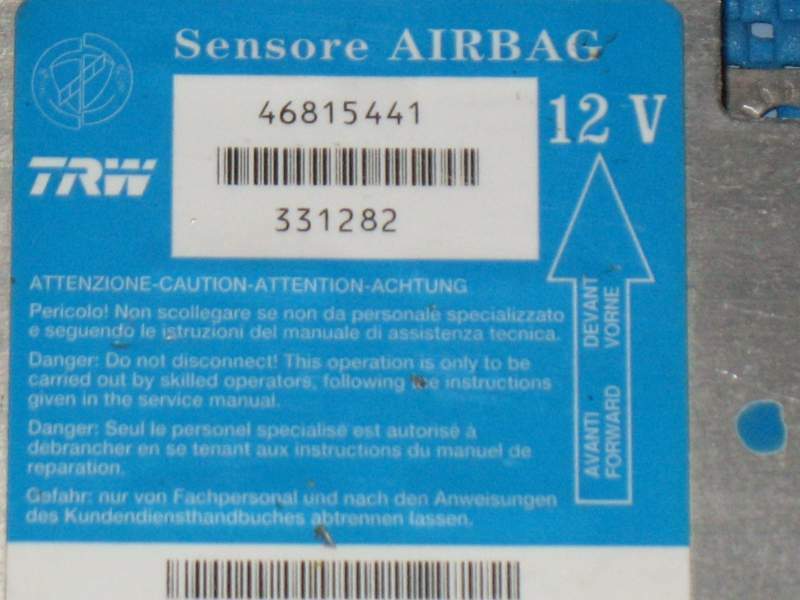 Sensore AIRBAG
46815441
12 V
TRW
331282
ATTENZIONE-CAUTION-ATTENTION-ACHTUNG
Pericolo! Non scollegare se non da personale specializzato
e seguendo le istruzioni del manuale di assistenza tecnica.
Danger: Do not disconnect! This operation is only to be
carried out by skilled operators, following the instructions
given in the service manual.
Danger: Seul le personel specialisé est autorisé à
débrancher en se tenant aux instructions du manuel de
reparation.
Gefahr: nur von Fachpersonal und nach den Anweisungen
des Kundendiensthandbuches abtrennen lassen.
AVANTI DEVANT
FORWARD VORNE